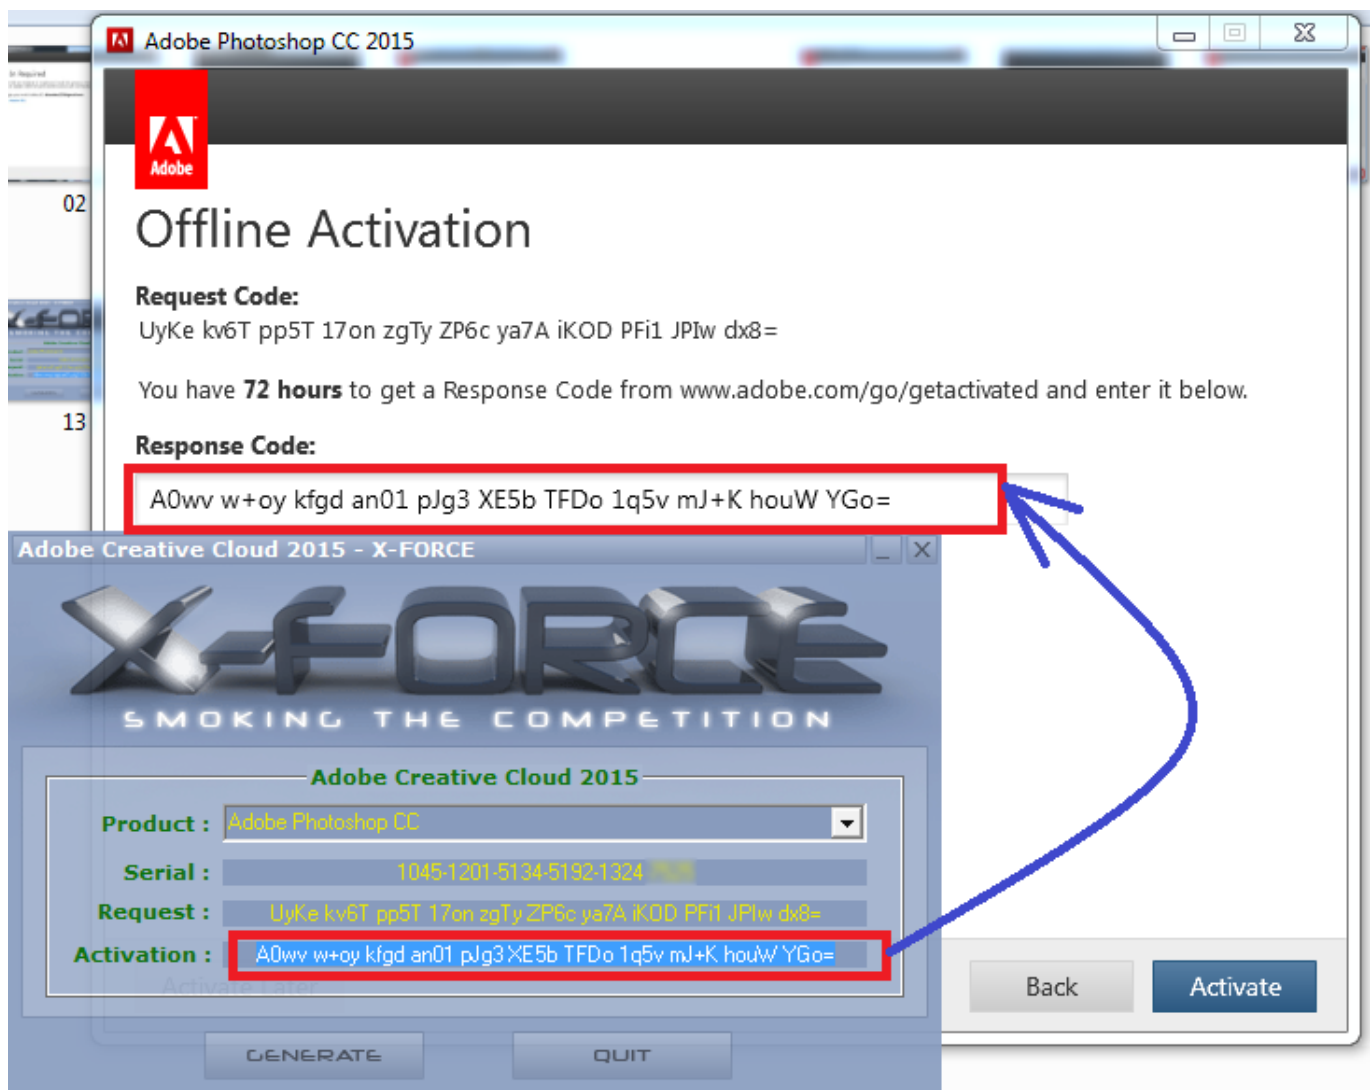 Adobe Photoshop CC 2015
Adobe
02
Offline Activation
Request Code:
UyKe kv6T pp5T 17on zgTy ZP6c ya7A iKOD PFi1 JPIw dx8=
You have 72 hours to get a Response Code from www.adobe.com/go/getactivated and enter it below.
13
Response Code:
A0wv w+oy kfgd an01 pJg3 XE5b TFDo 1q5v mJ+K houW YGo=
Adobe Creative Cloud 2015 - X-FORCE
X-FORCE
SMOKING THE COMPETITION
Adobe Creative Cloud 2015
Product : Adobe Photoshop CC
Serial : 1045-1201-5134-5192-1324
Request : UyKe kv6T pp5T 17on zgTy ZP6c ya7A iKOD PFi1 JPIw dx8=
Activation : A0wv w+oy kfgd an01 pJg3 XE5b TFDo 1q5v mJ+K houW YGo=
Activate Later
Back
Activate
GENERATE
QUIT